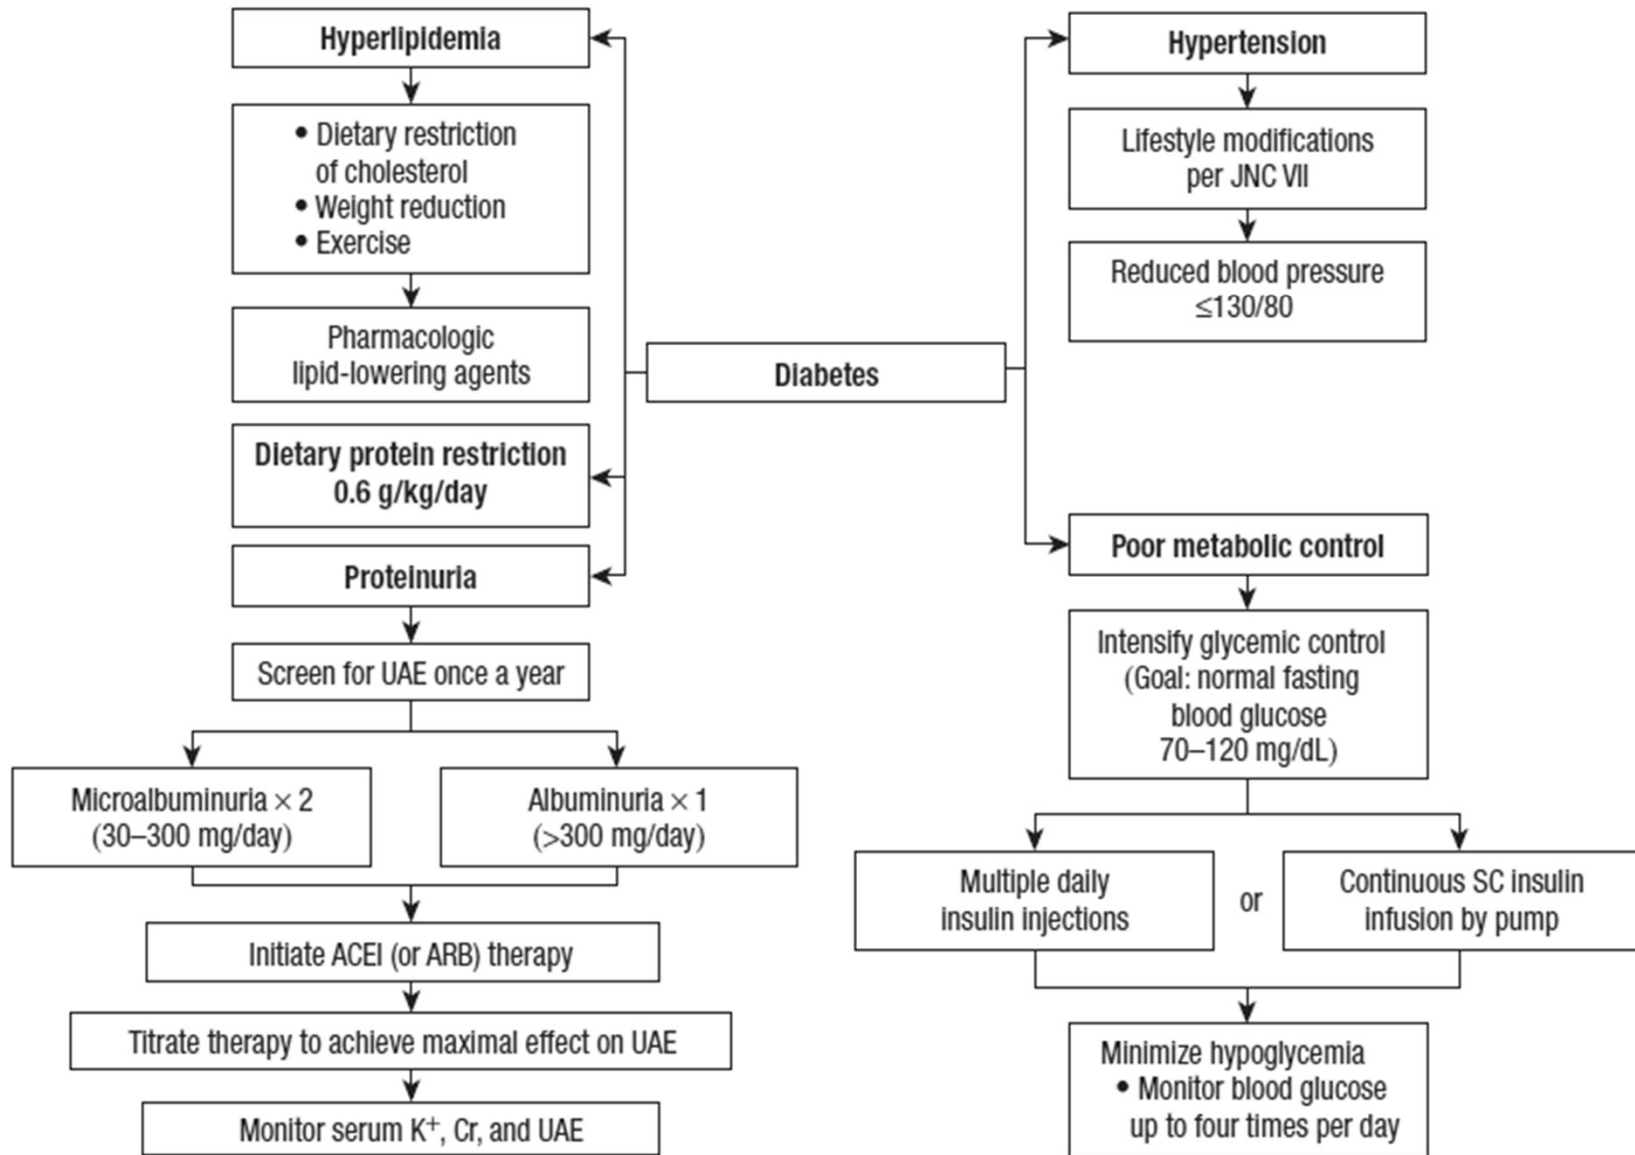 Hyperlipidemia
• Dietary restriction
of cholesterol
• Weight reduction
• Exercise
Pharmacologic
lipid-lowering agents
Dietary protein restriction
0.6 g/kg/day
Proteinuria
Screen for UAE once a year
Microalbuminuria × 2
(30–300 mg/day)
Albuminuria × 1
(>300 mg/day)
Initiate ACEI (or ARB) therapy
Titrate therapy to achieve maximal effect on UAE
Monitor serum K⁺, Cr, and UAE
Diabetes
Hypertension
Lifestyle modifications
per JNC VII
Reduced blood pressure
≤130/80
Poor metabolic control
Intensify glycemic control
(Goal: normal fasting
blood glucose
70–120 mg/dL)
Multiple daily
insulin injections
or
Continuous SC insulin
infusion by pump
Minimize hypoglycemia
• Monitor blood glucose
up to four times per day